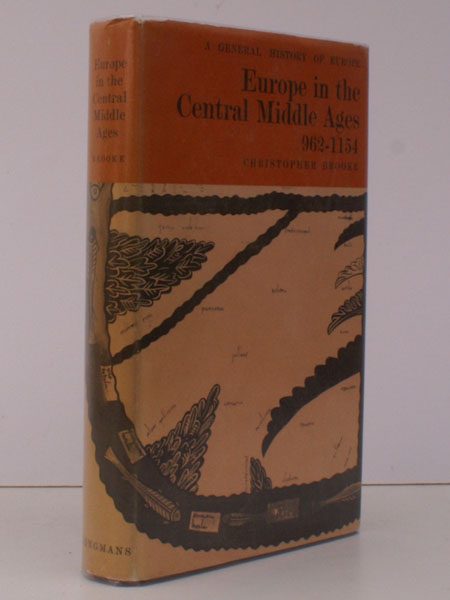 A GENERAL HISTORY OF EUROPE
Europe in the
Central Middle Ages
962-1154
CHRISTOPHER BROOKE
Europe
in the
Central
Middle
Ages
BROOKE
NGMANS